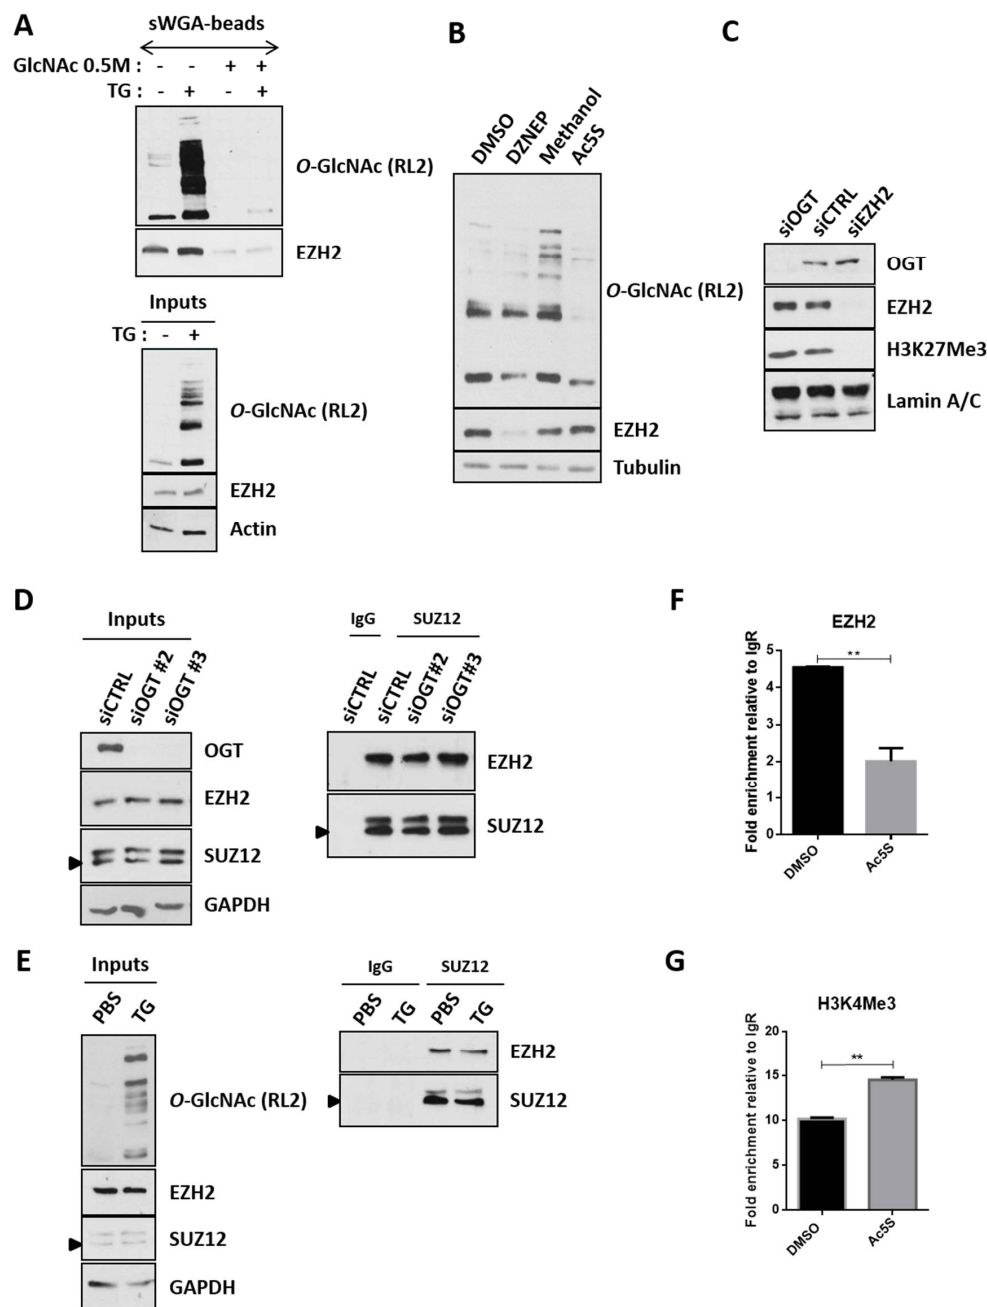 A
sWGA-beads
GlcNAc 0.5M : - - + +
TG : - + - +
O-GlcNAc (RL2)
EZH2
Inputs
TG : - +
O-GlcNAc (RL2)
EZH2
Actin
B
DMSO DZNEP Methanol Ac5S
O-GlcNAc (RL2)
EZH2
Tubulin
C
siOGT siCTRL siEZH2
OGT
EZH2
H3K27Me3
Lamin A/C
D
Inputs
siCTRL siOGT #2 siOGT #3
OGT
EZH2
SUZ12
GAPDH
IgG SUZ12
siCTRL siCTRL siOGT#2 siOGT#3
EZH2
SUZ12
E
Inputs
PBS TG
O-GlcNAc (RL2)
EZH2
SUZ12
GAPDH
IgG SUZ12
PBS TG PBS TG
EZH2
SUZ12
F
EZH2
Fold enrichment relative to IgR
5
4
2
0
**
DMSO Ac5S
G
H3K4Me3
Fold enrichment relative to IgR
20
15
10
5
0
**
DMSO Ac5S